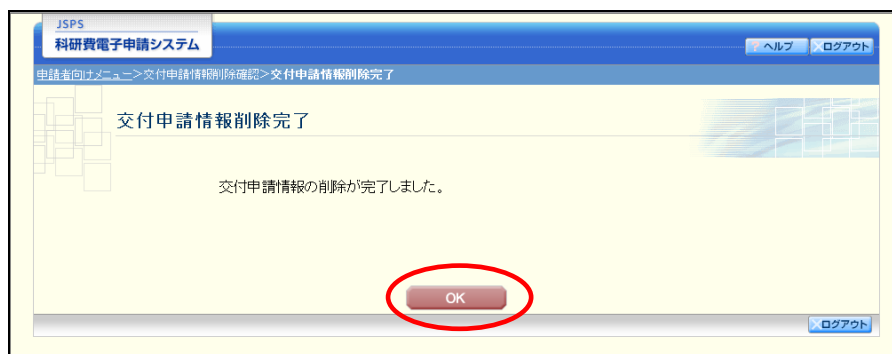 JSPS
科研費電子申請システム
? ヘルプ
ログアウト
申請者向けメニュー>交付申請情報削除確認>交付申請情報削除完了
交付申請情報削除完了
交付申請情報の削除が完了しました。
OK
ログアウト